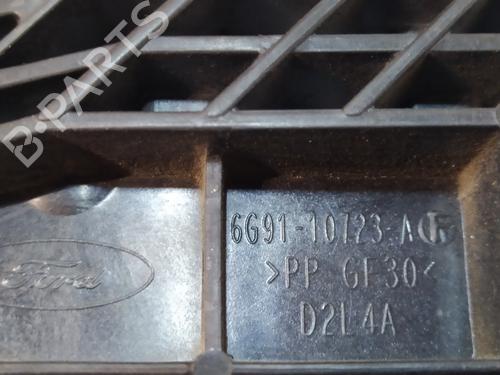 B-PARTS
6G91-10723-A
>PP GF30<
D2L4A
Ford